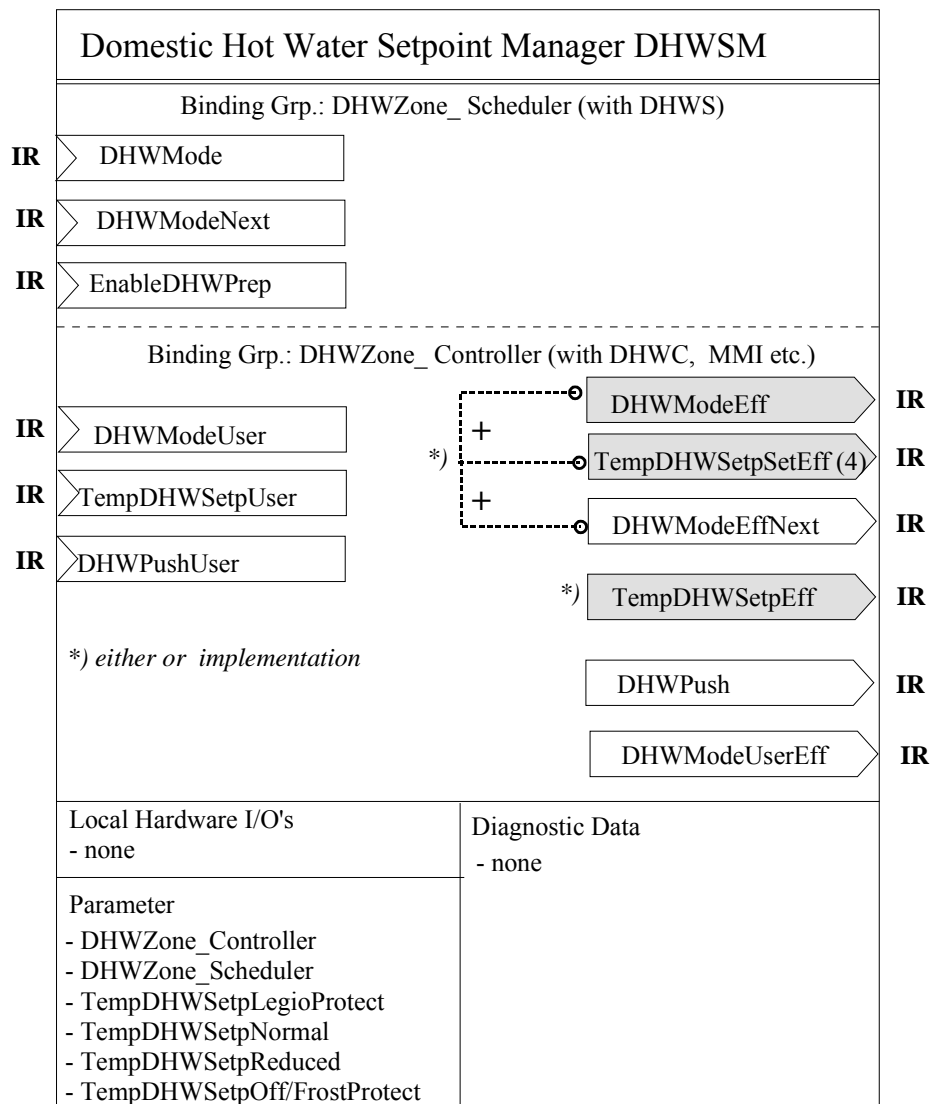 Domestic Hot Water Setpoint Manager DHWSM
Binding Grp.: DHWZone_ Scheduler (with DHWS)
IR DHWMode
IR DHWModeNext
IR EnableDHWPrep
Binding Grp.: DHWZone_ Controller (with DHWC, MMI etc.)
DHWModeEff IR
IR DHWModeUser
+
*) TempDHWSetpSetEff (4) IR
IR TempDHWSetpUser
+
DHWModeEffNext IR
IR DHWPushUser
*) TempDHWSetpEff IR
*) either or implementation
DHWPush IR
DHWModeUserEff IR
Local Hardware I/O's
- none
Diagnostic Data
- none
Parameter
- DHWZone_Controller
- DHWZone_Scheduler
- TempDHWSetpLegioProtect
- TempDHWSetpNormal
- TempDHWSetpReduced
- TempDHWSetpOff/FrostProtect